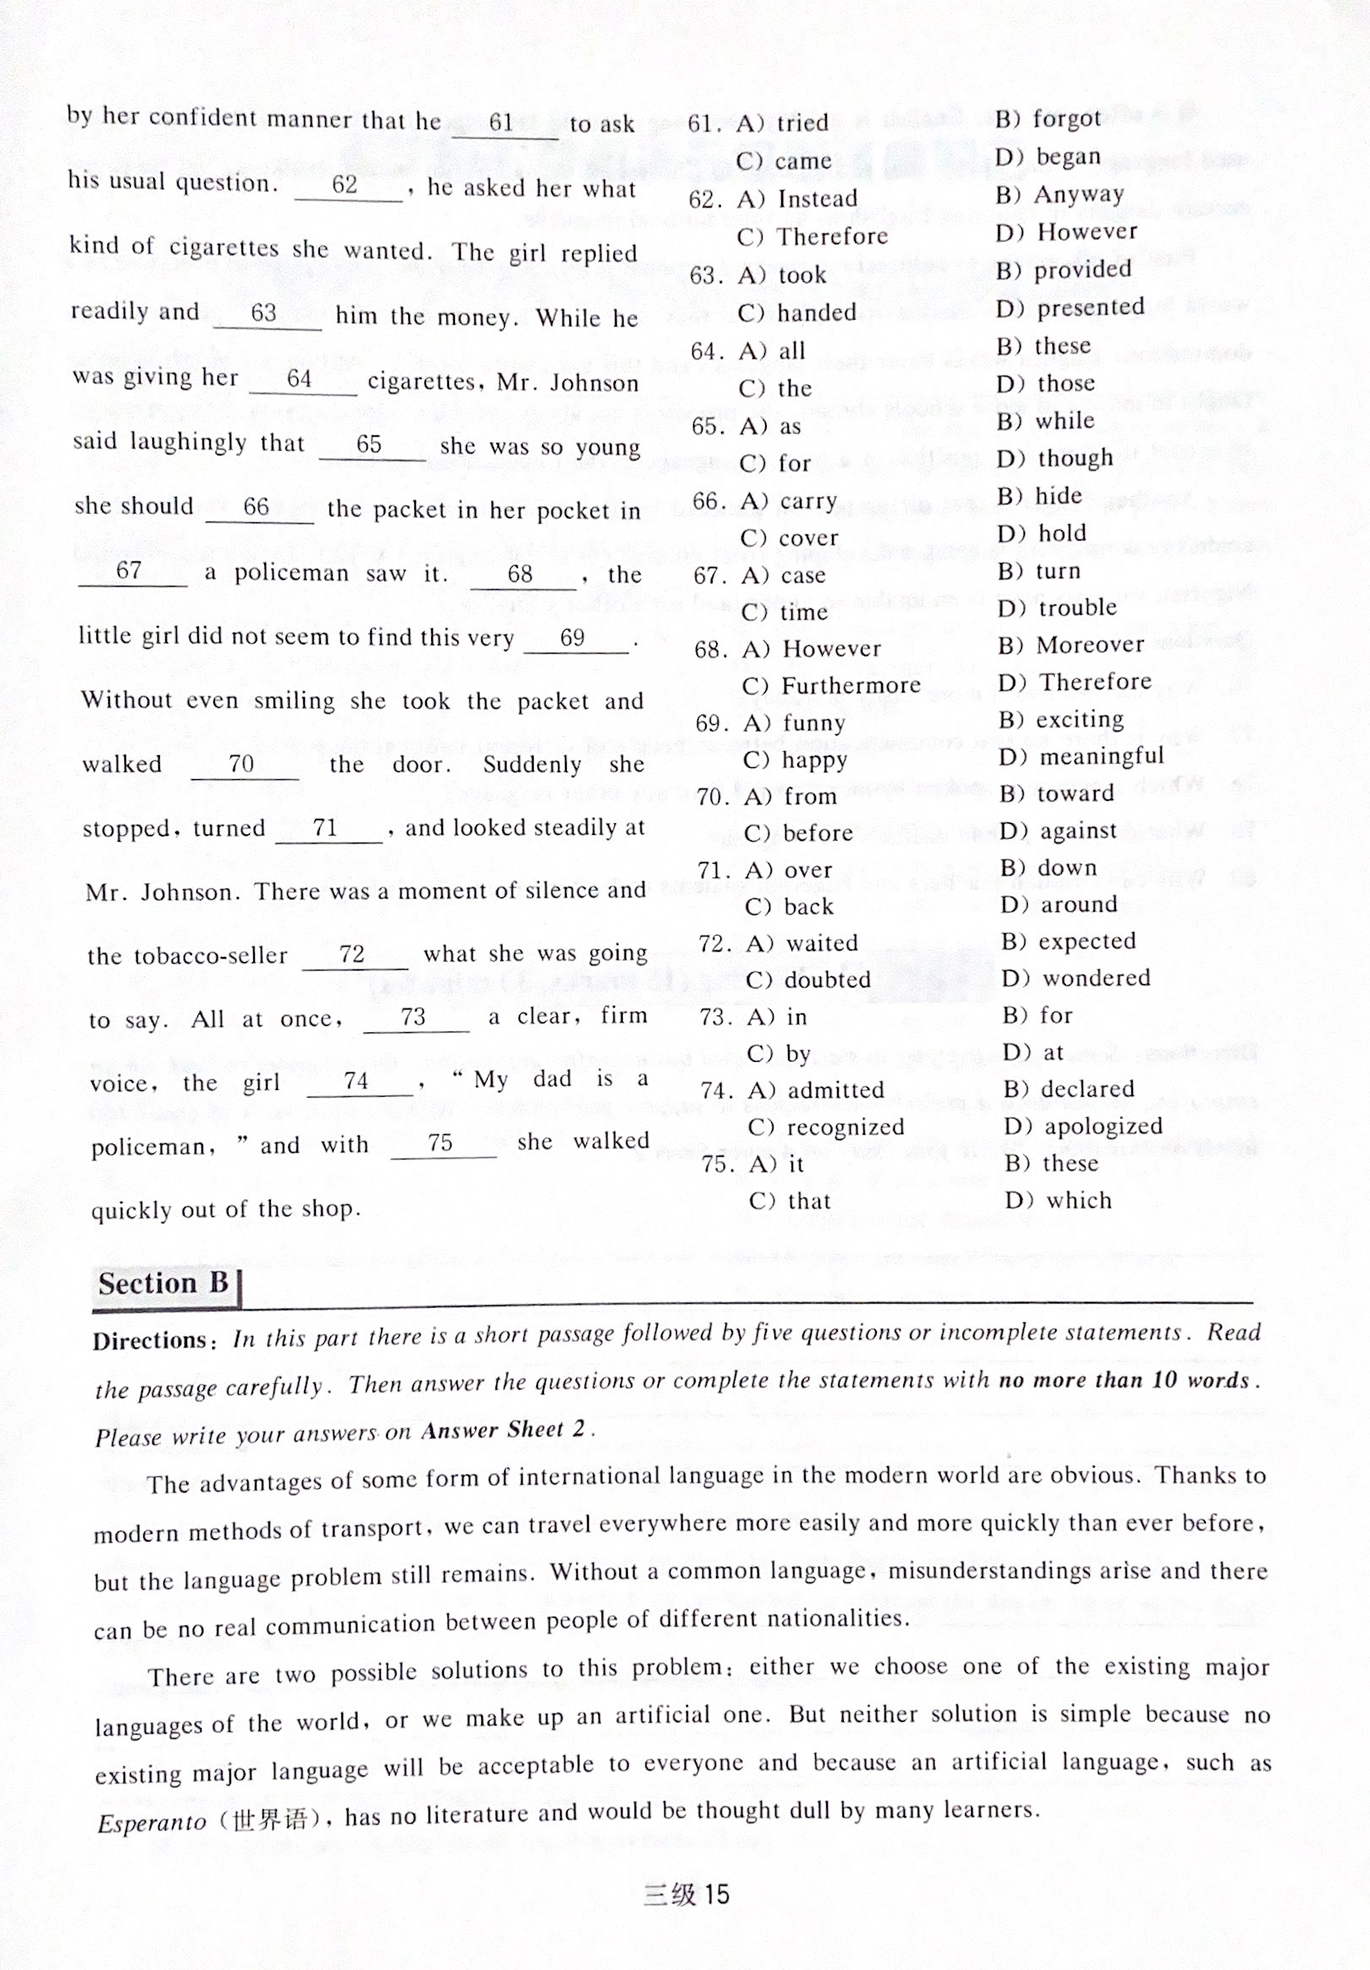 by her confident manner that he 61 to ask
his usual question. 62 , he asked her what
kind of cigarettes she wanted. The girl replied
readily and 63 him the money. While he
was giving her 64 cigarettes, Mr. Johnson
said laughingly that 65 she was so young
she should 66 the packet in her pocket in
67 a policeman saw it. 68 , the
little girl did not seem to find this very 69 .
Without even smiling she took the packet and
walked 70 the door. Suddenly she
stopped, turned 71 , and looked steadily at
Mr. Johnson. There was a moment of silence and
the tobacco-seller 72 what she was going
to say. All at once, 73 a clear, firm
voice, the girl 74 , “My dad is a
policeman, ” and with 75 she walked
quickly out of the shop.
61. A) tried B) forgot
C) came D) began
62. A) Instead B) Anyway
C) Therefore D) However
63. A) took B) provided
C) handed D) presented
64. A) all B) these
C) the D) those
65. A) as B) while
C) for D) though
66. A) carry B) hide
C) cover D) hold
67. A) case B) turn
C) time D) trouble
68. A) However B) Moreover
C) Furthermore D) Therefore
69. A) funny B) exciting
C) happy D) meaningful
70. A) from B) toward
C) before D) against
71. A) over B) down
C) back D) around
72. A) waited B) expected
C) doubted D) wondered
73. A) in B) for
C) by D) at
74. A) admitted B) declared
C) recognized D) apologized
75. A) it B) these
C) that D) which
Section B
Directions: In this part there is a short passage followed by five questions or incomplete statements. Read
the passage carefully. Then answer the questions or complete the statements with no more than 10 words.
Please write your answers on Answer Sheet 2.
The advantages of some form of international language in the modern world are obvious. Thanks to
modern methods of transport, we can travel everywhere more easily and more quickly than ever before,
but the language problem still remains. Without a common language, misunderstandings arise and there
can be no real communication between people of different nationalities.
There are two possible solutions to this problem: either we choose one of the existing major
languages of the world, or we make up an artificial one. But neither solution is simple because no
existing major language will be acceptable to everyone and because an artificial language, such as
Esperanto (世界语), has no literature and would be thought dull by many learners.
三级 15